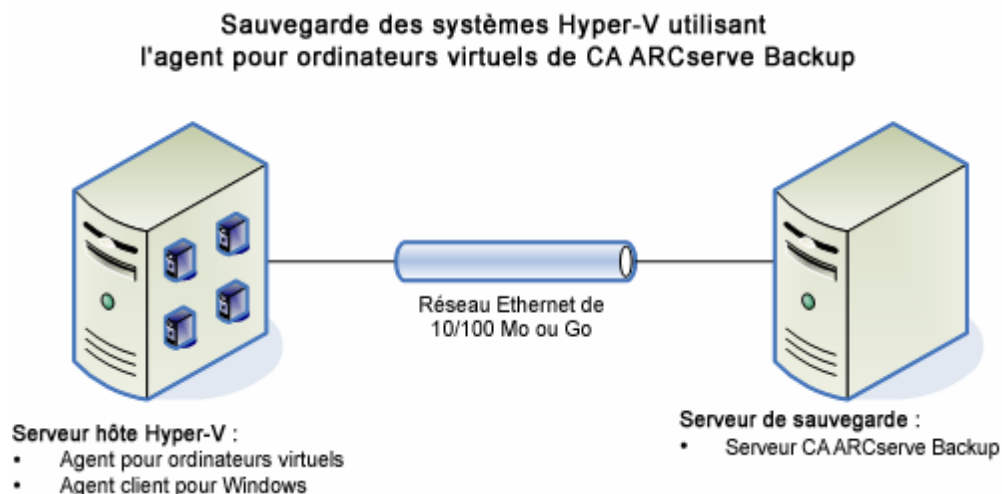 Sauvegarde des systèmes Hyper-V utilisant
l'agent pour ordinateurs virtuels de CA ARCserve Backup
Réseau Ethernet de
10/100 Mo ou Go
Serveur hôte Hyper-V :
• Agent pour ordinateurs virtuels
• Agent client pour Windows
Serveur de sauvegarde :
• Serveur CA ARCserve Backup